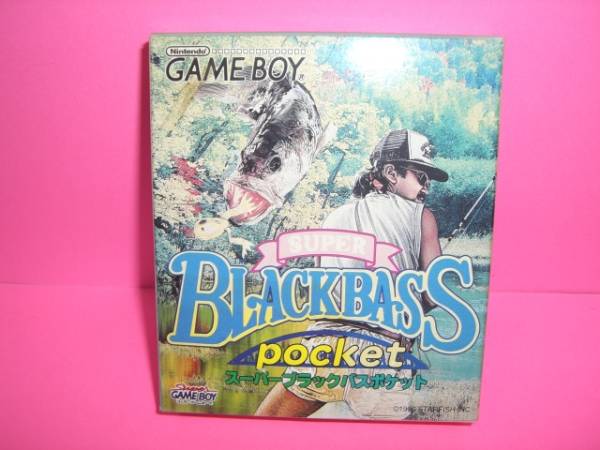 Nintendo
GAME BOY
SUPER
BLACKBASS
pocket
スーパーブラックバスポケット
Super
GAME BOY
STARFISH INC